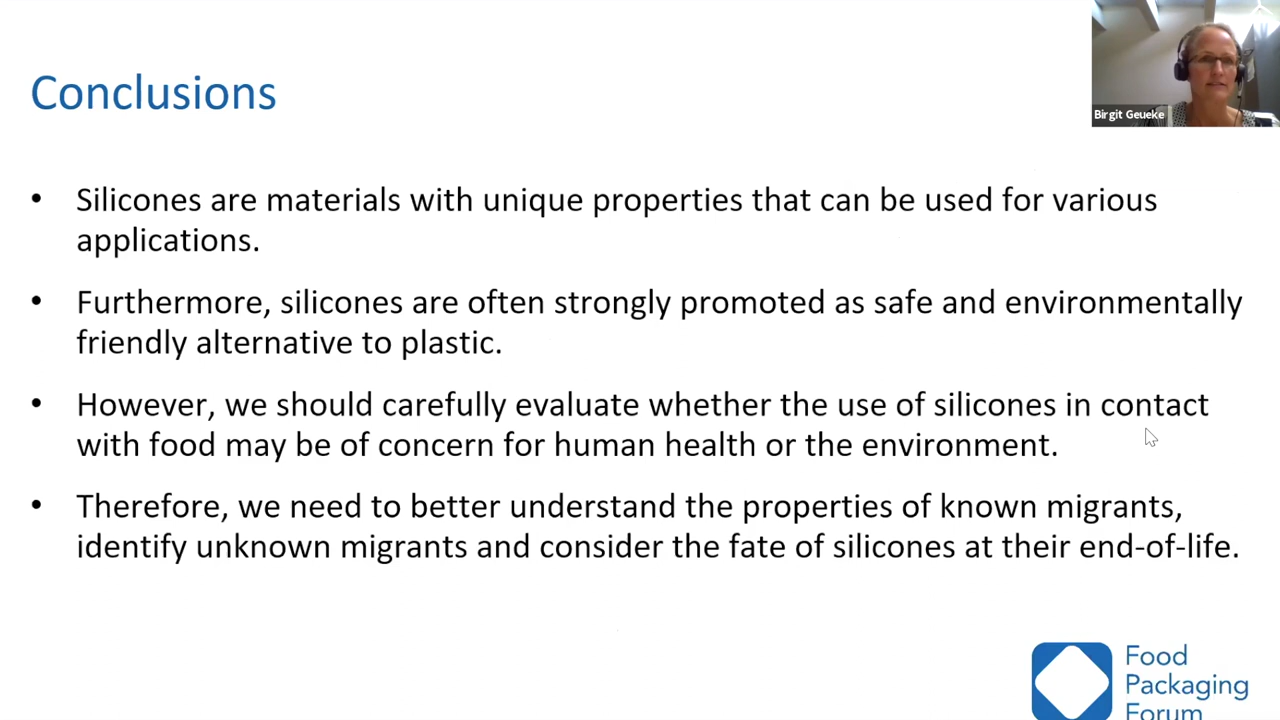 Conclusions
Birgit Geueke
• Silicones are materials with unique properties that can be used for various
applications.
• Furthermore, silicones are often strongly promoted as safe and environmentally
friendly alternative to plastic.
• However, we should carefully evaluate whether the use of silicones in contact
with food may be of concern for human health or the environment.
• Therefore, we need to better understand the properties of known migrants,
identify unknown migrants and consider the fate of silicones at their end-of-life.
Food
Packaging
Forum